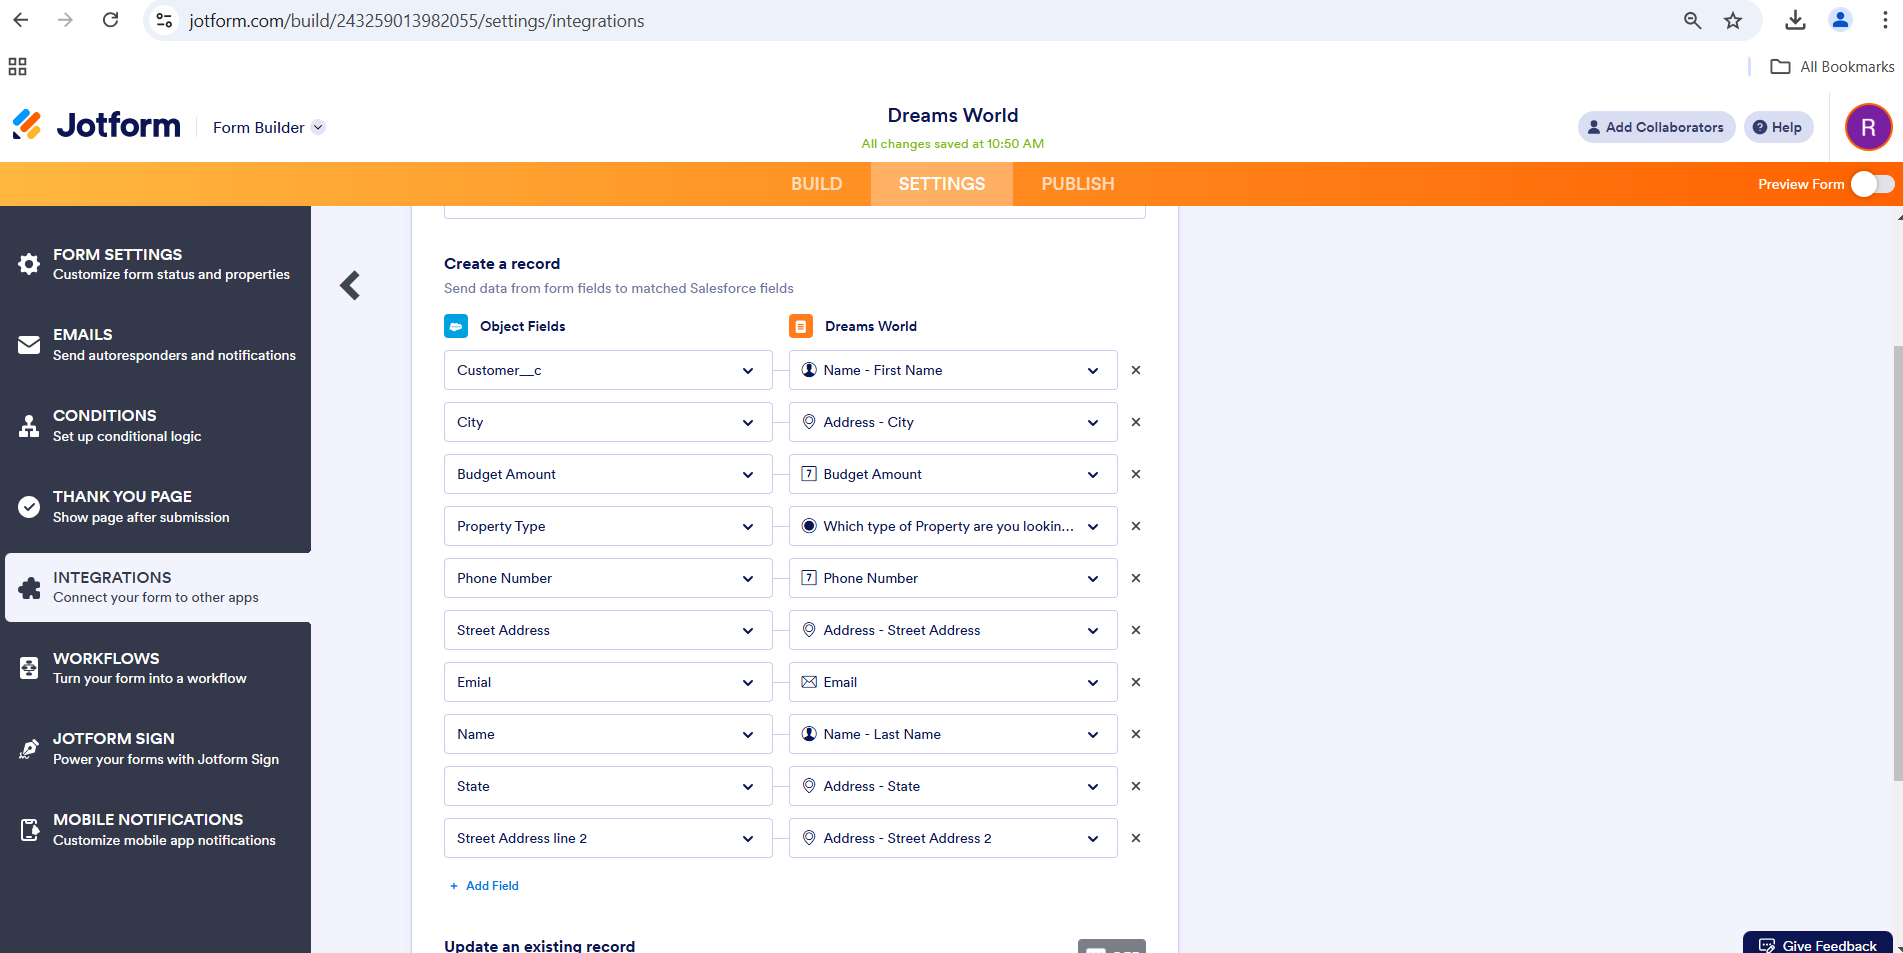 jotform.com/build/243259013982055/settings/integrations
All Bookmarks
Jotform
Form Builder
Dreams World
All changes saved at 10:50 AM
Add Collaborators
Help
R
BUILD
SETTINGS
PUBLISH
Preview Form
FORM SETTINGS
Customize form status and properties
EMAILS
Send autoresponders and notifications
CONDITIONS
Set up conditional logic
THANK YOU PAGE
Show page after submission
INTEGRATIONS
Connect your form to other apps
WORKFLOWS
Turn your form into a workflow
JOTFORM SIGN
Power your forms with Jotform Sign
MOBILE NOTIFICATIONS
Customize mobile app notifications
Create a record
Send data from form fields to matched Salesforce fields
Object Fields
Dreams World
Customer__c
Name - First Name
City
Address - City
Budget Amount
7 Budget Amount
Property Type
Which type of Property are you lookin...
Phone Number
7 Phone Number
Street Address
Address - Street Address
Emial
Email
Name
Name - Last Name
State
Address - State
Street Address line 2
Address - Street Address 2
+ Add Field
Update an existing record
Give Feedback